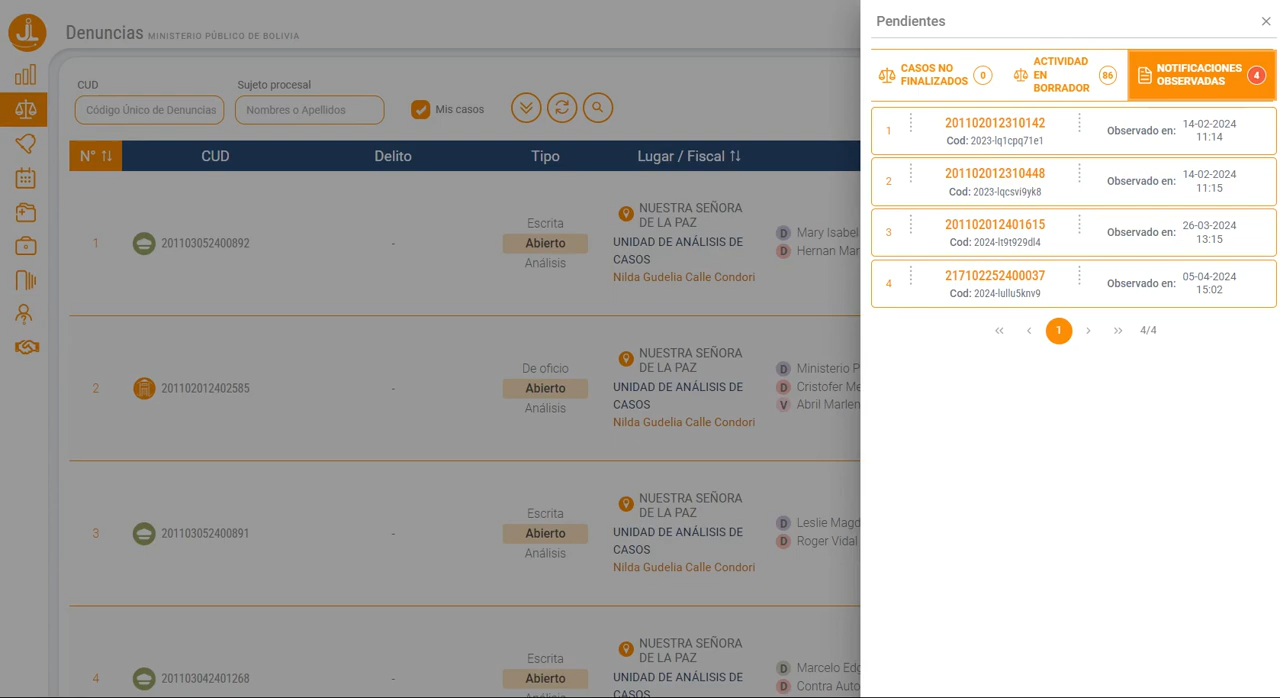 Denuncias MINISTERIO PÚBLICO DE BOLIVIA
CUD
Sujeto procesal
Código Único de Denuncias
Nombres o Apellidos
Mis casos
N° CUD Delito Tipo Lugar / Fiscal
1
201103052400892
-
Escrita
Abierto
Análisis
NUESTRA SEÑORA
DE LA PAZ
UNIDAD DE ANÁLISIS DE
CASOS
Nilda Gudelia Calle Condori
D Mary Isabel
D Hernan Mar
2
201102012402585
-
De oficio
Abierto
Análisis
NUESTRA SEÑORA
DE LA PAZ
UNIDAD DE ANÁLISIS DE
CASOS
Nilda Gudelia Calle Condori
D Ministerio P
D Cristofer Me
V Abril Marlen
3
201103052400891
-
Escrita
Abierto
Análisis
NUESTRA SEÑORA
DE LA PAZ
UNIDAD DE ANÁLISIS DE
CASOS
Nilda Gudelia Calle Condori
D Leslie Magd
D Roger Vidal
4
201103042401268
-
Escrita
Abierto
Análisis
NUESTRA SEÑORA
DE LA PAZ
UNIDAD DE ANÁLISIS DE
CASOS
D Marcelo Edg
D Contra Auto
Pendientes
CASOS NO
FINALIZADOS 0
ACTIVIDAD
EN
BORRADOR 86
NOTIFICACIONES
OBSERVADAS 4
1
201102012310142
Cod: 2023-lq1cpq71e1
Observado en:
14-02-2024
11:14
2
201102012310448
Cod: 2023-lqcsvi9yk8
Observado en:
14-02-2024
11:15
3
201102012401615
Cod: 2024-lt9t929dl4
Observado en:
26-03-2024
13:15
4
217102252400037
Cod: 2024-lullu5knv9
Observado en:
05-04-2024
15:02
« ‹ 1 › » 4/4